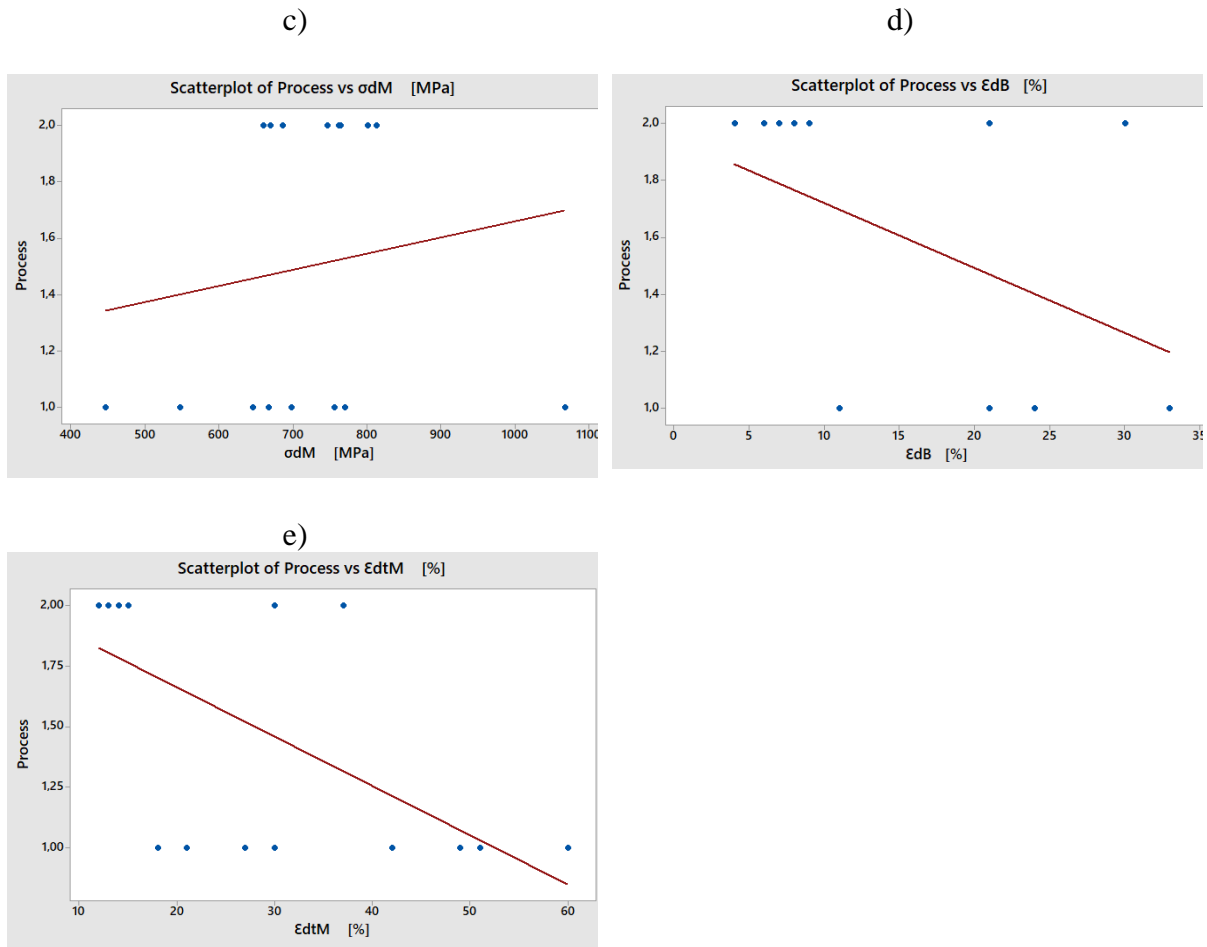 c)
d)
Scatterplot of Process vs σdM [MPa]
2,0
1,8
1,6
1,4
1,2
1,0
Process
400 500 600 700 800 900 1000 1100
σdM [MPa]
Scatterplot of Process vs ƐdB [%]
2,0
1,8
1,6
1,4
1,2
1,0
Process
0 5 10 15 20 25 30 35
ƐdB [%]
e)
Scatterplot of Process vs ƐdtM [%]
2,00
1,75
1,50
1,25
1,00
Process
10 20 30 40 50 60
ƐdtM [%]